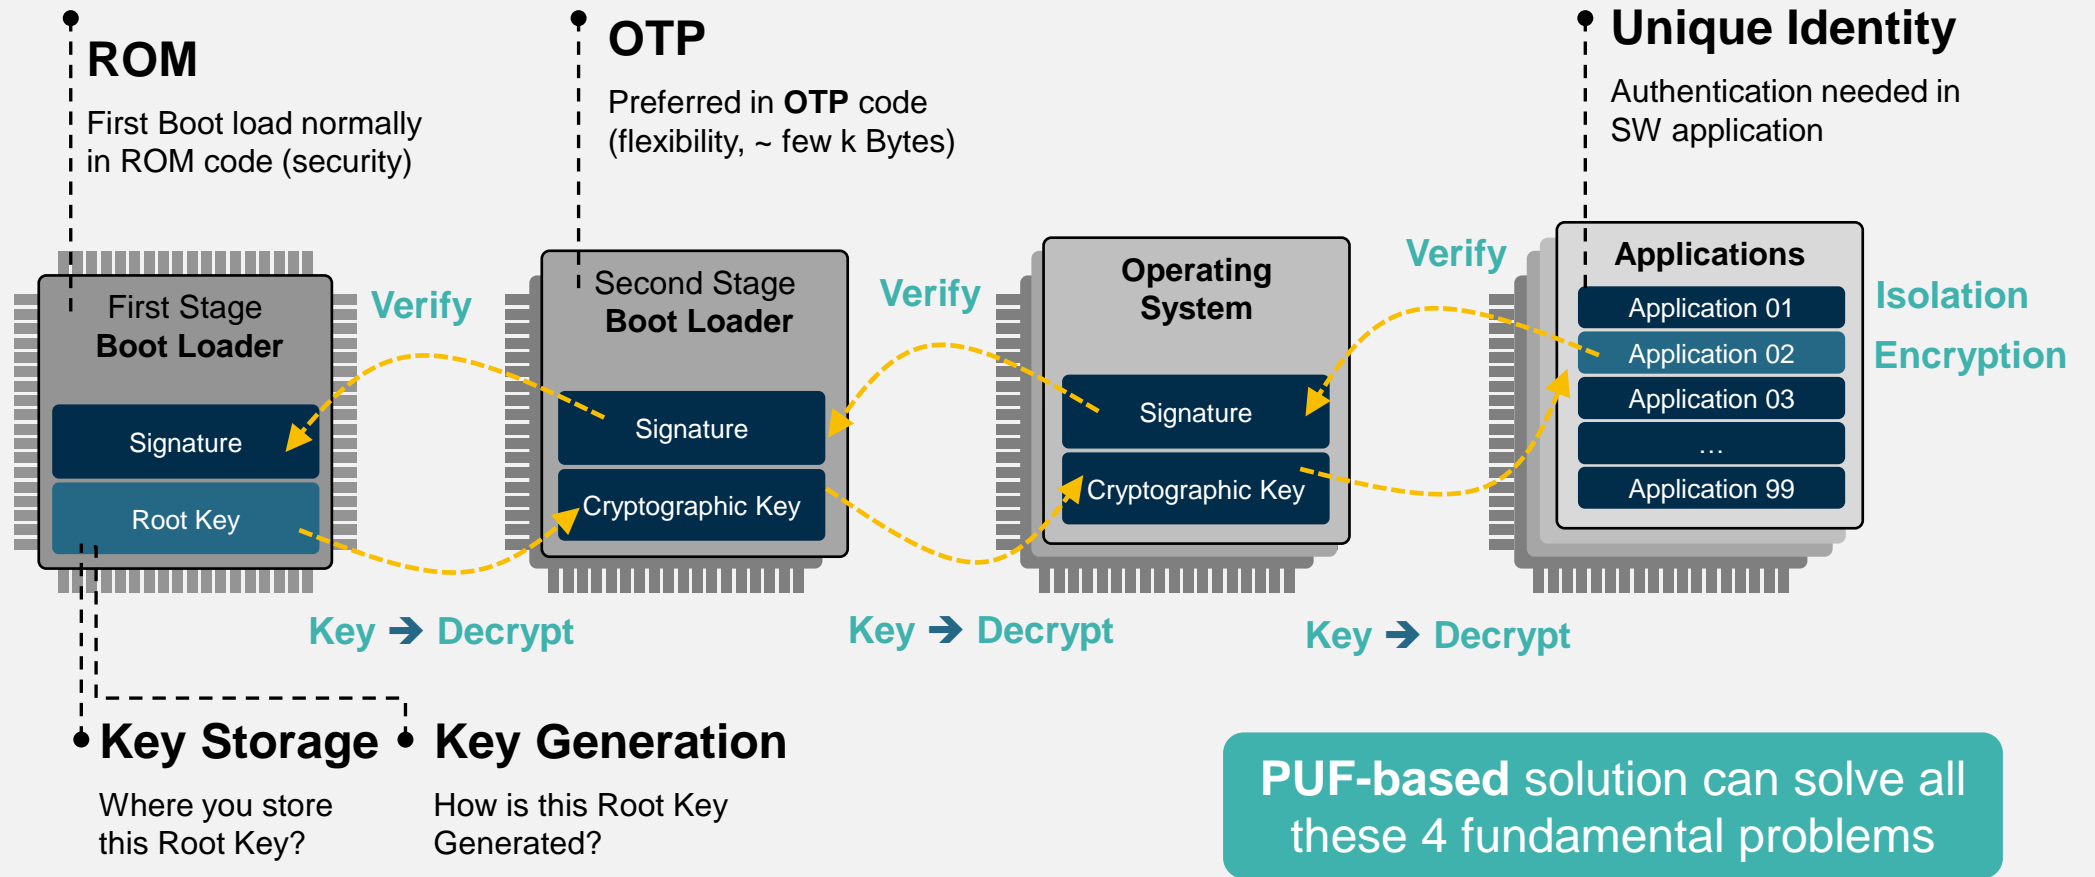 ROM
First Boot load normally
in ROM code (security)
OTP
Preferred in OTP code
(flexibility, ~ few k Bytes)
Unique Identity
Authentication needed in
SW application
First Stage
Boot Loader
Signature
Root Key
Verify
Key ➔ Decrypt
Second Stage
Boot Loader
Signature
Cryptographic Key
Verify
Key ➔ Decrypt
Operating
System
Signature
Cryptographic Key
Verify
Key ➔ Decrypt
Applications
Application 01
Application 02
Application 03
…
Application 99
Isolation
Encryption
Key Storage
Where you store
this Root Key?
Key Generation
How is this Root Key
Generated?
PUF-based solution can solve all
these 4 fundamental problems